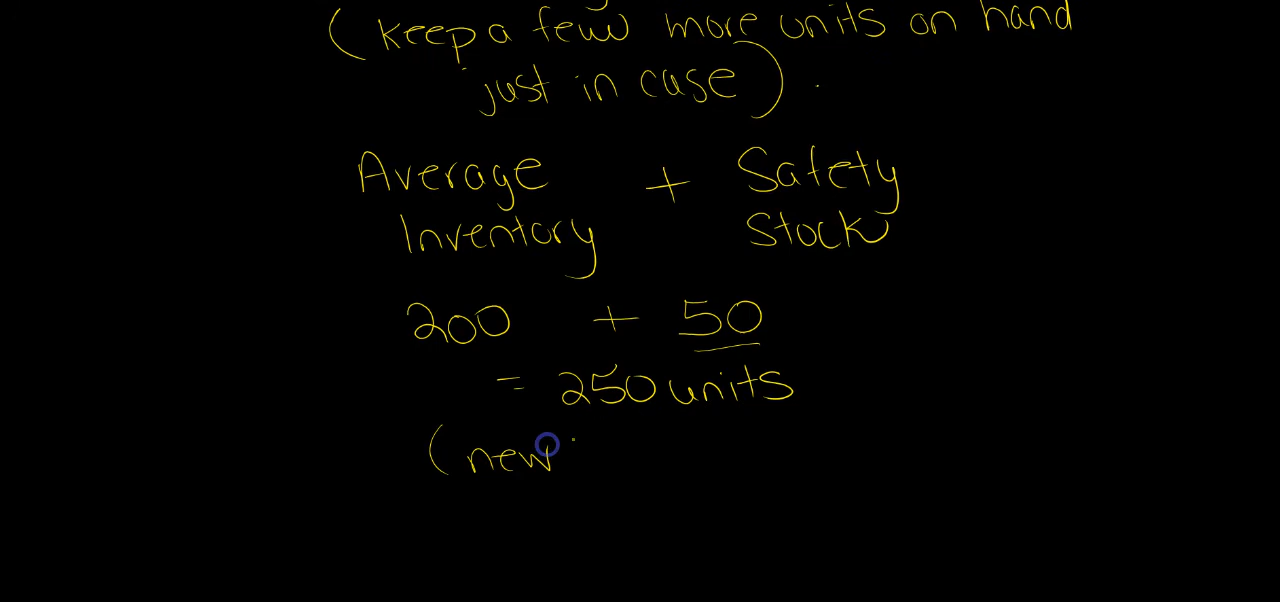 (keep a few more units on hand
just in case).
Average + Safety
Inventory Stock
200 + 50
= 250 units
(new